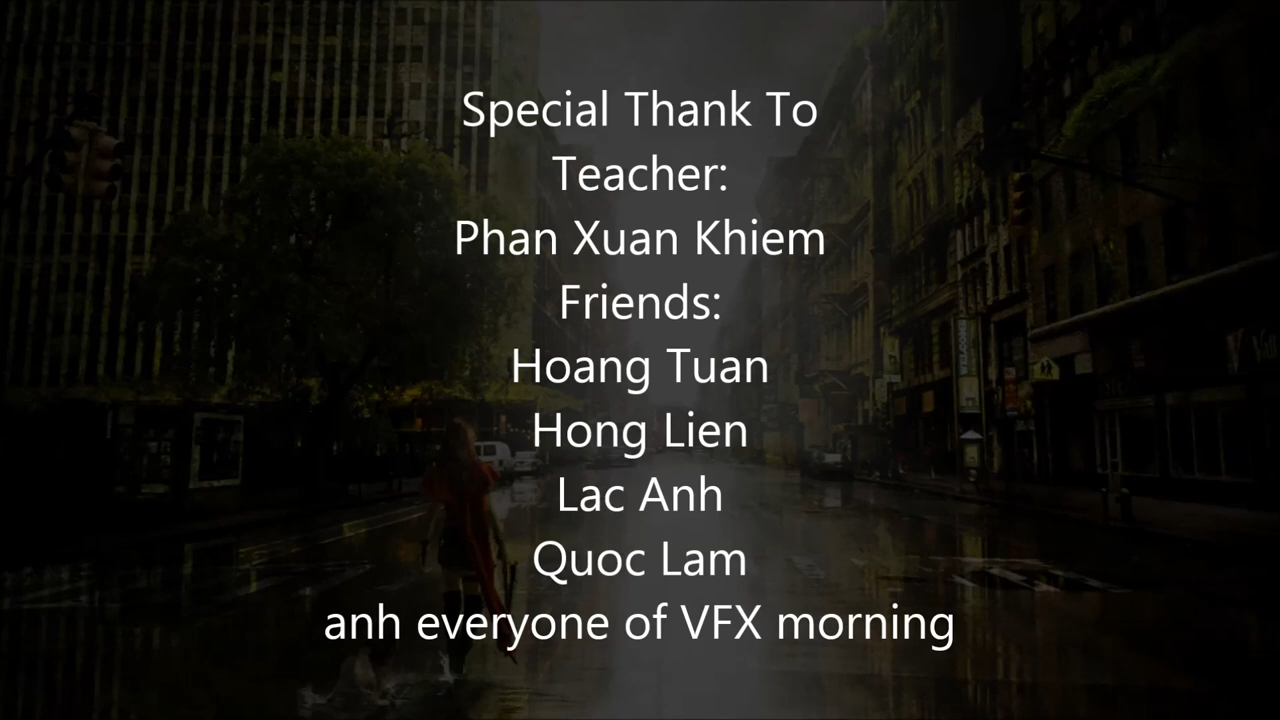 Special Thank To
Teacher:
Phan Xuan Khiem
Friends:
Hoang Tuan
Hong Lien
Lac Anh
Quoc Lam
anh everyone of VFX morning
WELCOME